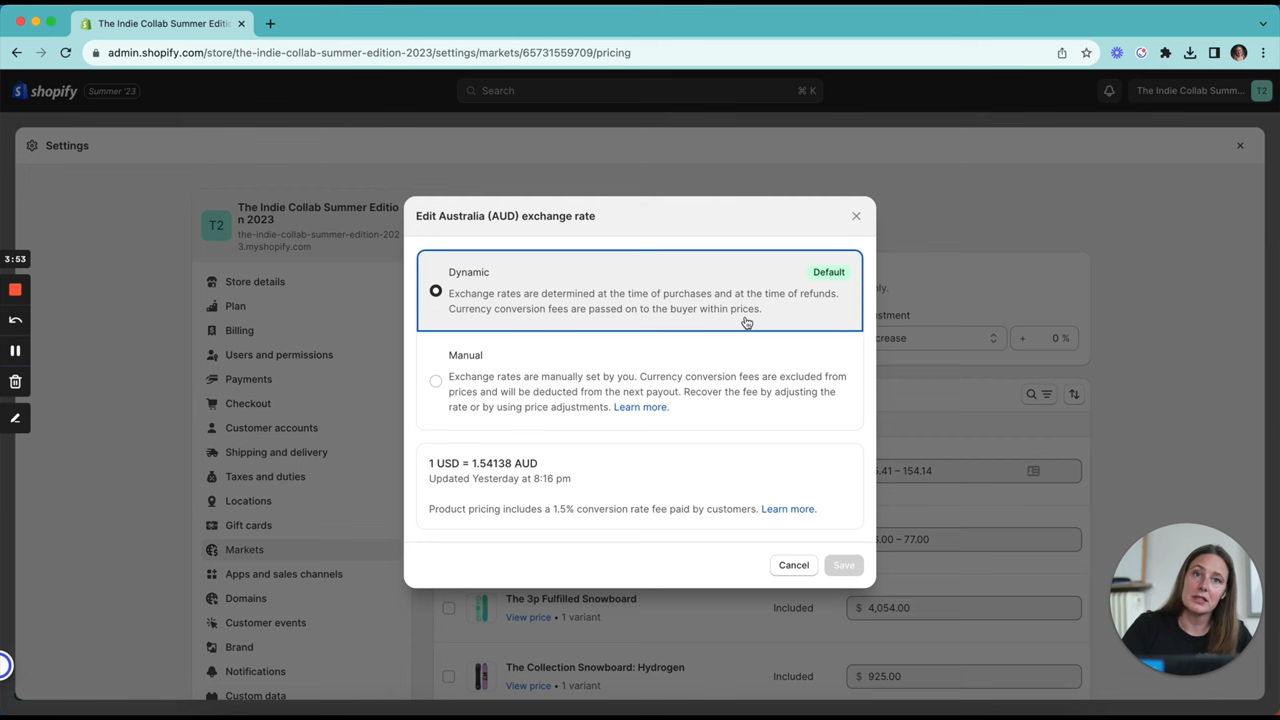 The Indie Collab Summer Editi
admin.shopify.com/store/the-indie-collab-summer-edition-2023/settings/markets/65731559709/pricing
shopify
Summer '23
Search
⌘ K
The Indie Collab Summ...
T2
Settings
T2
The Indie Collab Summer Editio
n 2023
the-indie-collab-summer-edition-202
3.myshopify.com
3:53
Store details
Plan
Billing
Users and permissions
Payments
Checkout
Customer accounts
Shipping and delivery
Taxes and duties
Locations
Gift cards
Markets
Apps and sales channels
Domains
Customer events
Brand
Notifications
Custom data
Edit Australia (AUD) exchange rate
Dynamic
Default
Exchange rates are determined at the time of purchases and at the time of refunds.
Currency conversion fees are passed on to the buyer within prices.
Manual
Exchange rates are manually set by you. Currency conversion fees are excluded from
prices and will be deducted from the next payout. Recover the fee by adjusting the
rate or by using price adjustments. Learn more.
1 USD = 1.54138 AUD
Updated Yesterday at 8:16 pm
Product pricing includes a 1.5% conversion rate fee paid by customers. Learn more.
Cancel
Save
nly.
ustment
crease
+ 0 %
5.41 – 154.14
.00 – 77.00
The 3p Fulfilled Snowboard
View price • 1 variant
Included
$ 4,054.00
The Collection Snowboard: Hydrogen
View price • 1 variant
Included
$ 925.00